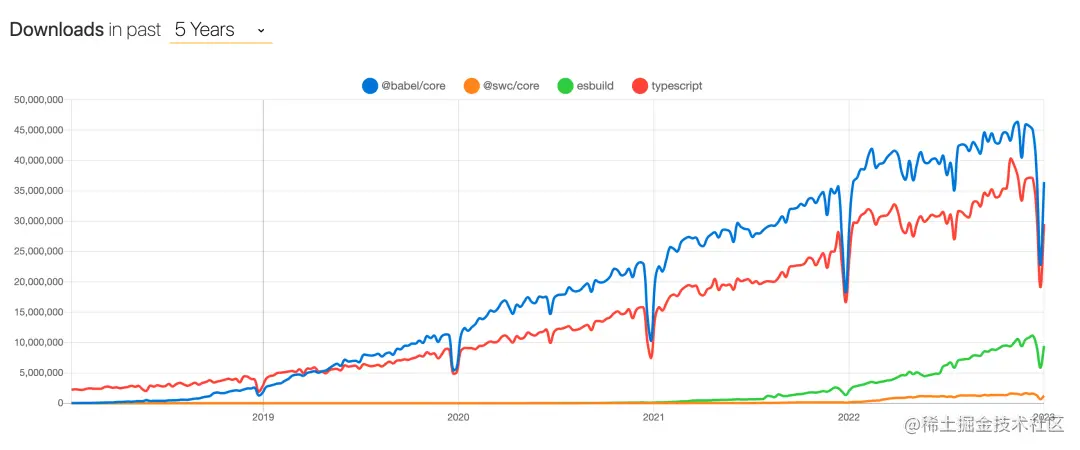 Downloads in past 5 Years
@babel/core @swc/core esbuild typescript
50,000,000
45,000,000
40,000,000
35,000,000
30,000,000
25,000,000
20,000,000
15,000,000
10,000,000
5,000,000
0
2019 2020 2021 2022 2023
@稀土掘金技术社区